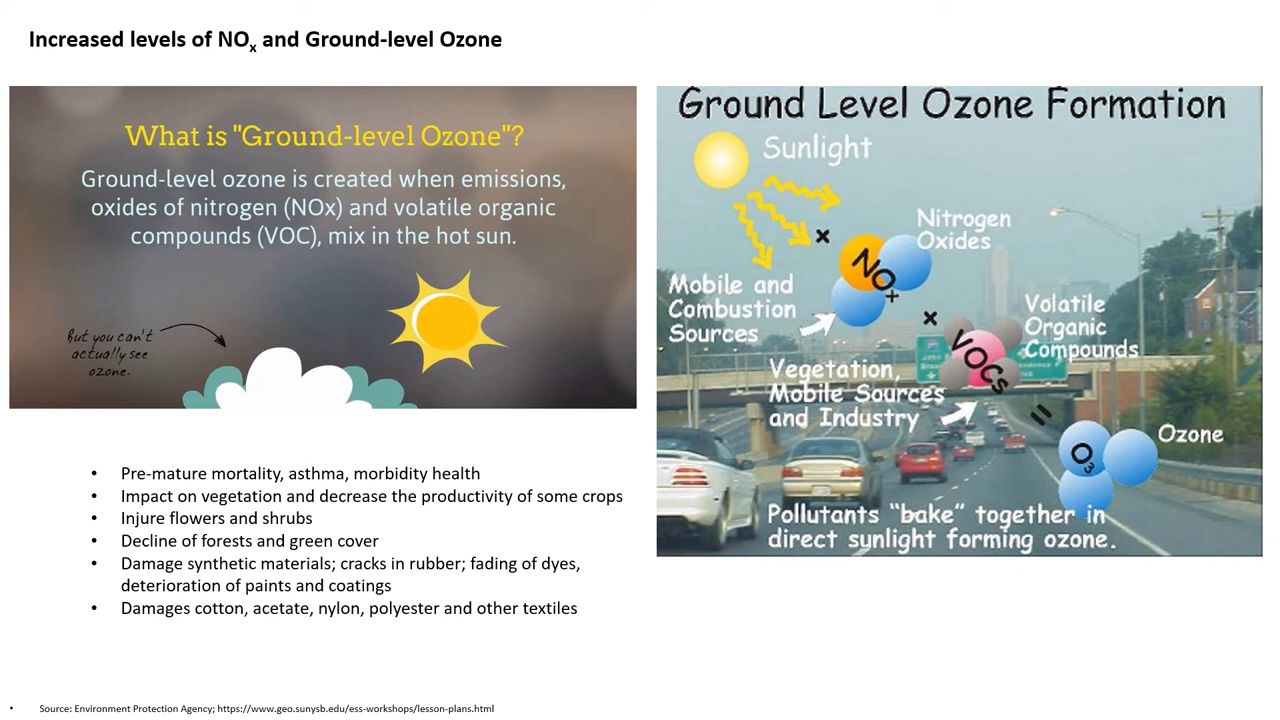 Increased levels of NOx and Ground-level Ozone
What is "Ground-level Ozone"?
Ground-level ozone is created when emissions,
oxides of nitrogen (NOx) and volatile organic
compounds (VOC), mix in the hot sun.
but you can't
actually see
ozone.
Ground Level Ozone Formation
Sunlight
×
Nitrogen
Oxides
NO+
Mobile and
Combustion
Sources
×
Volatile
Organic
Compounds
VOCs
Vegetation,
Mobile Sources
and Industry
=
Ozone
O3
Pollutants “bake” together in
direct sunlight forming ozone.
• Pre-mature mortality, asthma, morbidity health
• Impact on vegetation and decrease the productivity of some crops
• Injure flowers and shrubs
• Decline of forests and green cover
• Damage synthetic materials; cracks in rubber; fading of dyes,
deterioration of paints and coatings
• Damages cotton, acetate, nylon, polyester and other textiles
• Source: Environment Protection Agency; https://www.geo.sunysb.edu/ess-workshops/lesson-plans.html